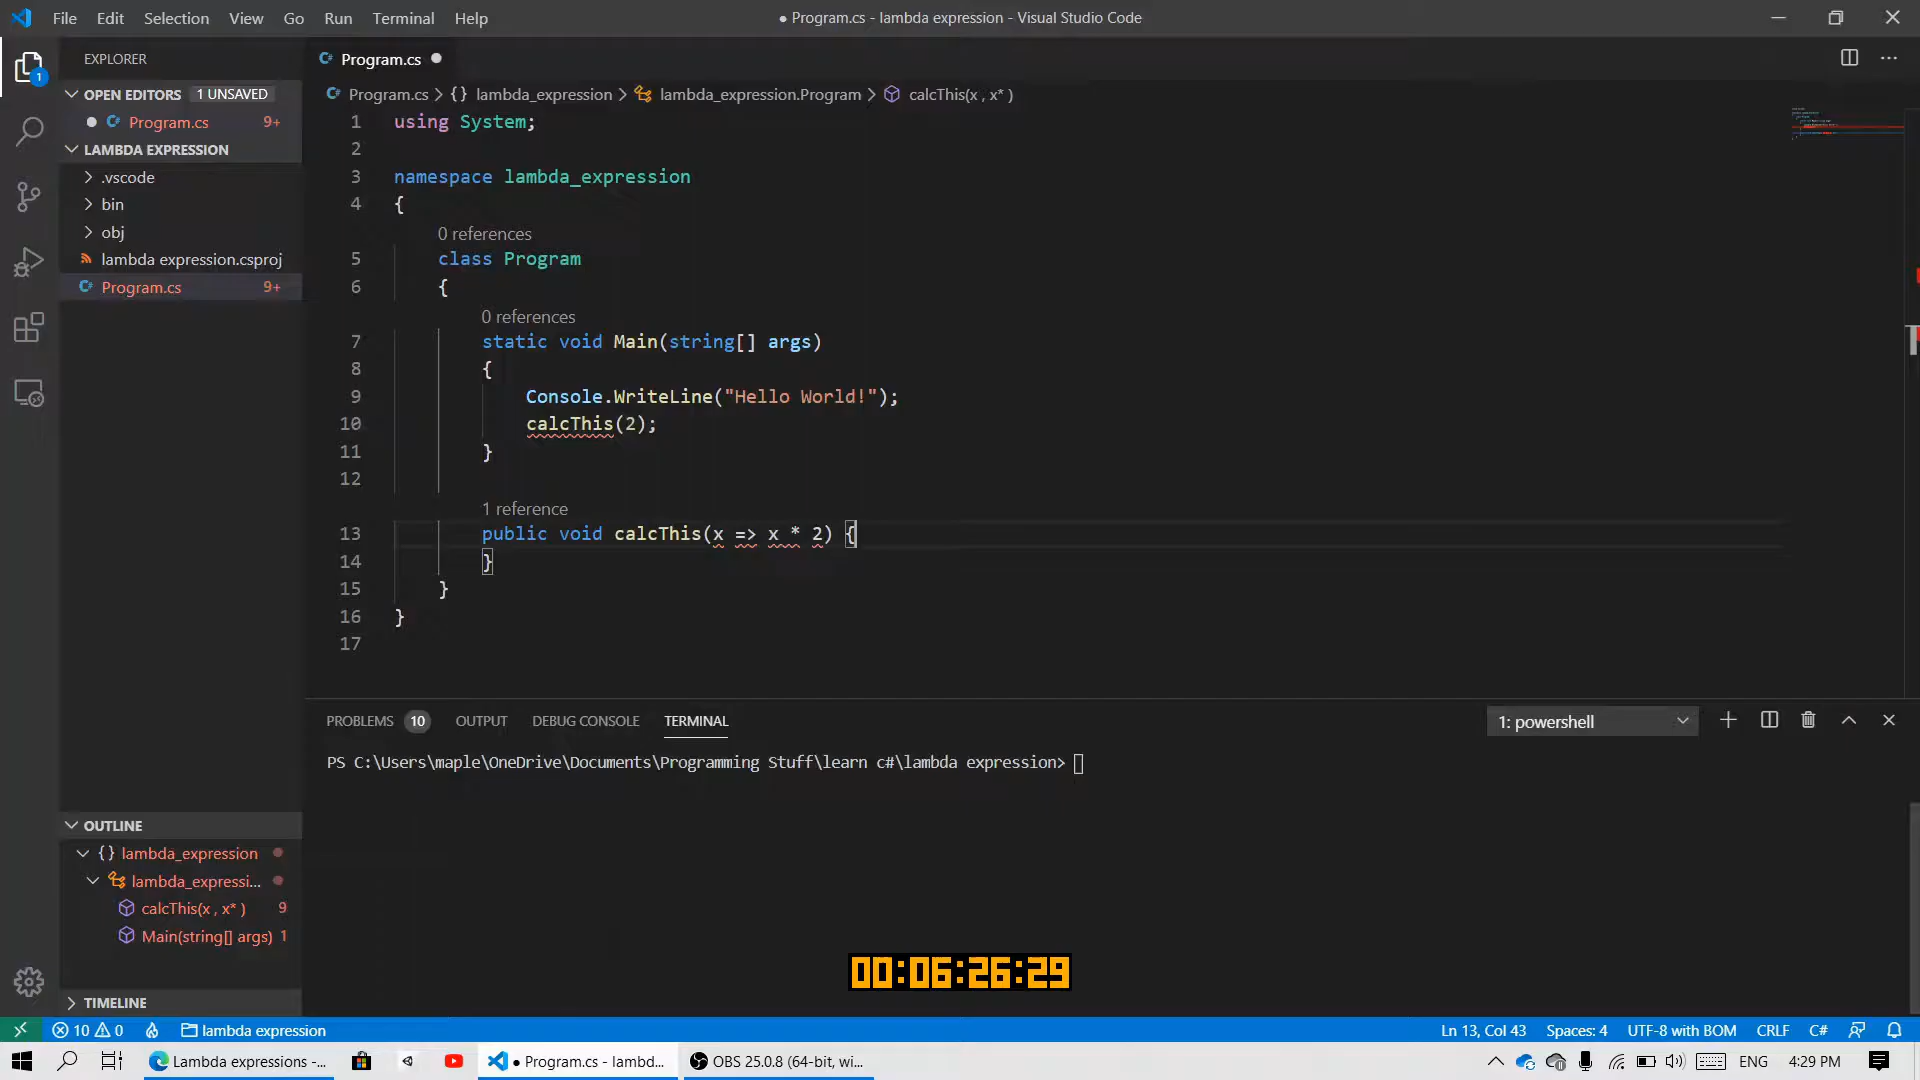 File Edit Selection View Go Run Terminal Help
● Program.cs - lambda expression - Visual Studio Code
EXPLORER
OPEN EDITORS 1 UNSAVED
Program.cs 9+
LAMBDA EXPRESSION
.vscode
bin
obj
lambda expression.csproj
Program.cs 9+
OUTLINE
{} lambda_expression
lambda_expressi...
calcThis(x , x* ) 9
Main(string[] args) 1
TIMELINE
C# Program.cs
C# Program.cs > {} lambda_expression > lambda_expression.Program > calcThis(x , x* )
1 using System;
2
3 namespace lambda_expression
4 {
0 references
5 class Program
6 {
0 references
7 static void Main(string[] args)
8 {
9 Console.WriteLine("Hello World!");
10 calcThis(2);
11 }
12
1 reference
13 public void calcThis(x => x * 2) {
14 }
15 }
16 }
17
PROBLEMS 10 OUTPUT DEBUG CONSOLE TERMINAL
1: powershell
PS C:\Users\maple\OneDrive\Documents\Programming Stuff\learn c#\lambda expression>
00:06:26:29
10 0 lambda expression
Ln 13, Col 43 Spaces: 4 UTF-8 with BOM CRLF C#
Lambda expressions -...
● Program.cs - lambd...
OBS 25.0.8 (64-bit, wi...
ENG 4:29 PM